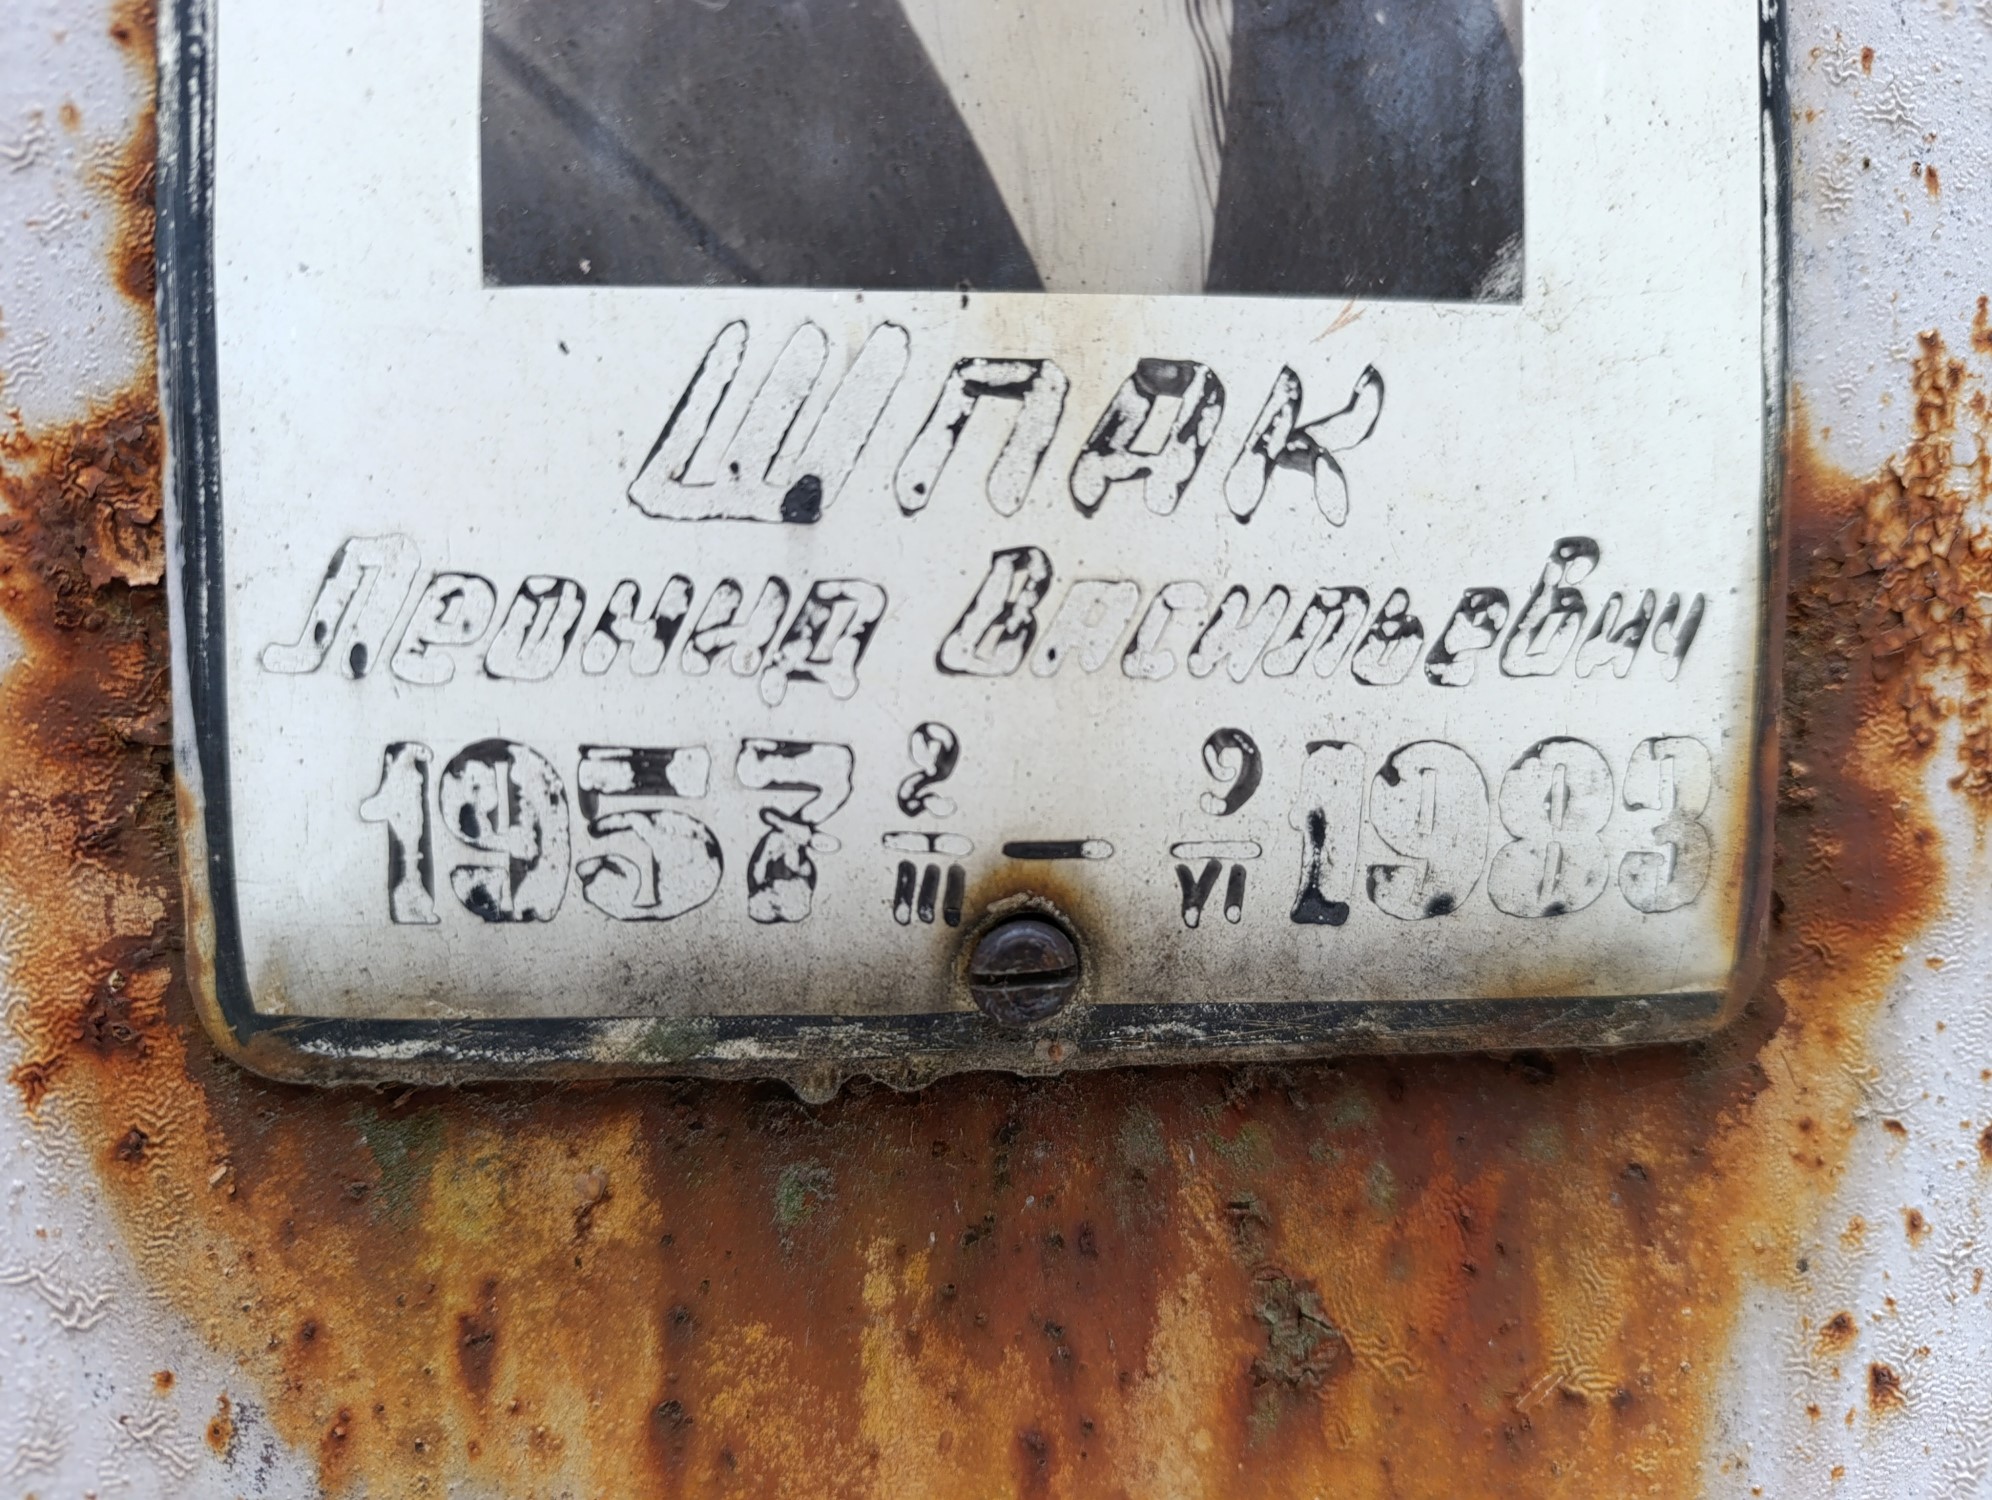 ШПАК
Леонид Васильевич
1957 2/III — 9/VI 1983